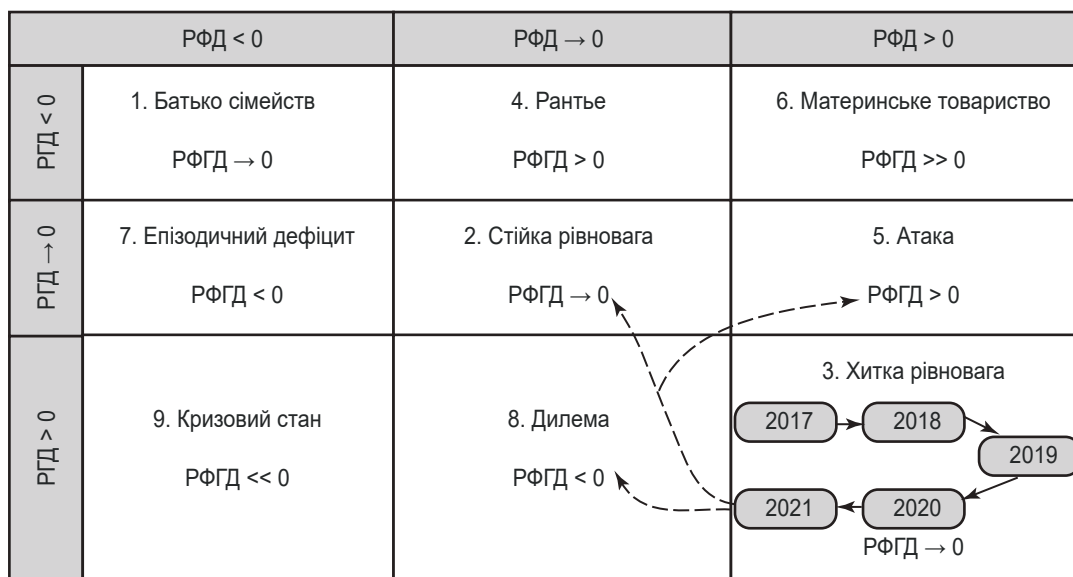 РФД < 0
РФД → 0
РФД > 0
РГД < 0
1. Батько сімейств
РФГД → 0
4. Рантье
РФГД > 0
6. Материнське товариство
РФГД >> 0
РГД → 0
7. Епізодичний дефіцит
РФГД < 0
2. Стійка рівновага
РФГД → 0
5. Атака
РФГД > 0
РГД > 0
9. Кризовий стан
РФГД << 0
8. Дилема
РФГД < 0
3. Хитка рівновага
2017
2018
2019
2021
2020
РФГД → 0